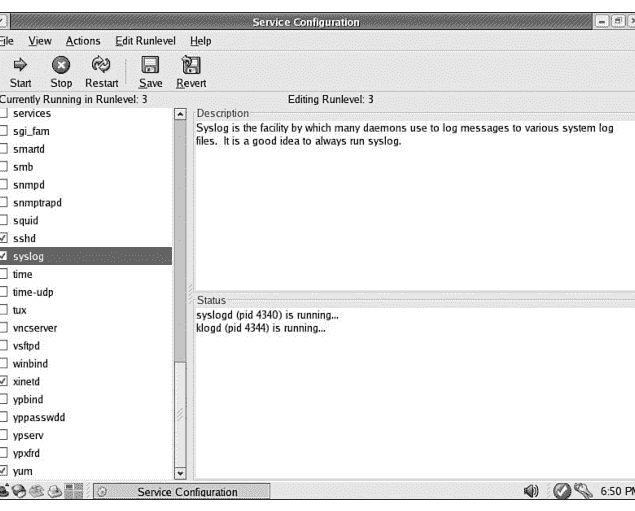 Service Configuration
File View Actions Edit Runlevel Help
Start Stop Restart Save Revert
Currently Running in Runlevel: 3 Editing Runlevel: 3
services
sgi_fam
smartd
smb
snmpd
snmptrapd
squid
sshd
syslog
time
time-udp
tux
vncserver
vsftpd
winbind
xinetd
ypbind
yppasswdd
ypserv
ypxfrd
yum
Description
Syslog is the facility by which many daemons use to log messages to various system log
files. It is a good idea to always run syslog.
Status
syslogd (pid 4340) is running...
klogd (pid 4344) is running...
Service Configuration
6:50 PM